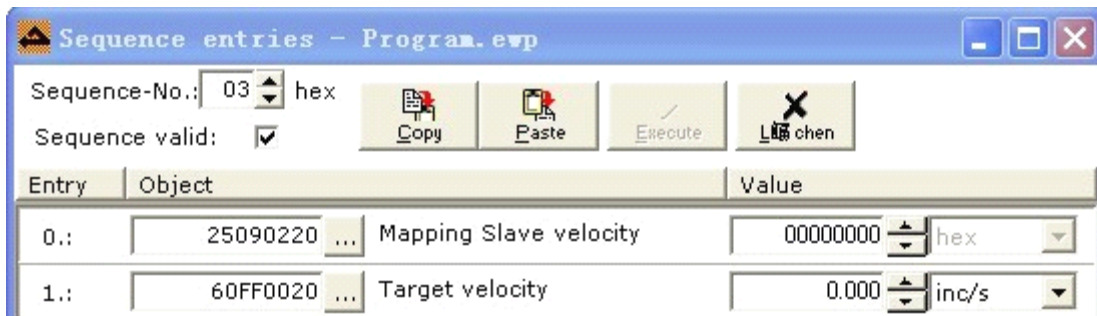 Sequence entries - Program.ewp
Sequence-No.: 03 hex
Copy Paste Execute
Sequence valid:
Entry Object Value
0.: 25090220 ... Mapping Slave velocity 00000000 hex
1.: 60FF0020 ... Target velocity 0.000 inc/s